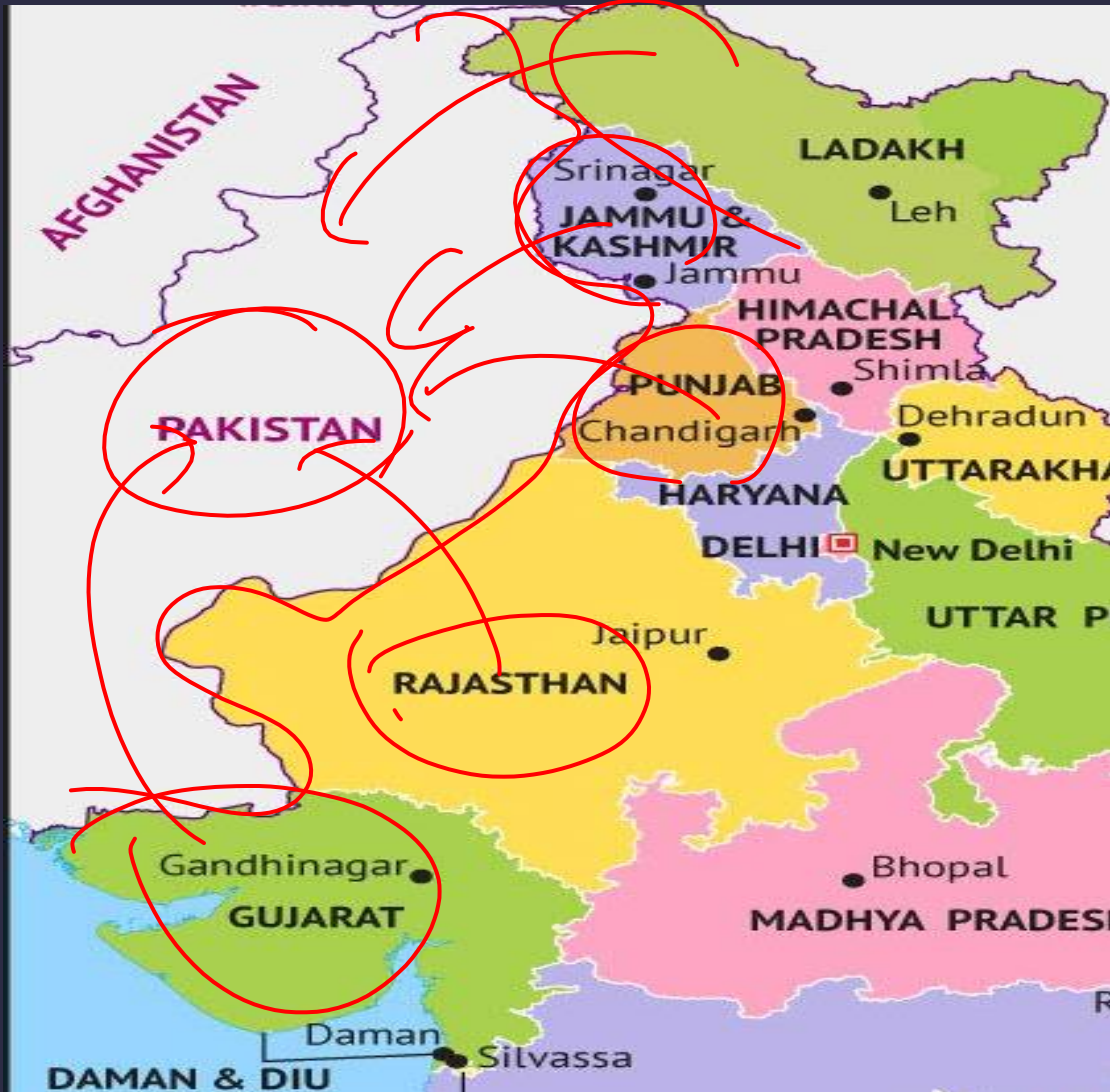 AFGHANISTAN
LADAKH
Srinagar
Leh
JAMMU &
KASHMIR
Jammu
HIMACHAL
PRADESH
Shimla
PUNJAB
PAKISTAN
Chandigarh
Dehradun
HARYANA
DELHI
New Delhi
UTTAR P
Jaipur
RAJASTHAN
Gandhinagar
Bhopal
GUJARAT
MADHYA PRADES
R
Daman
Silvassa
DAMAN & DIU